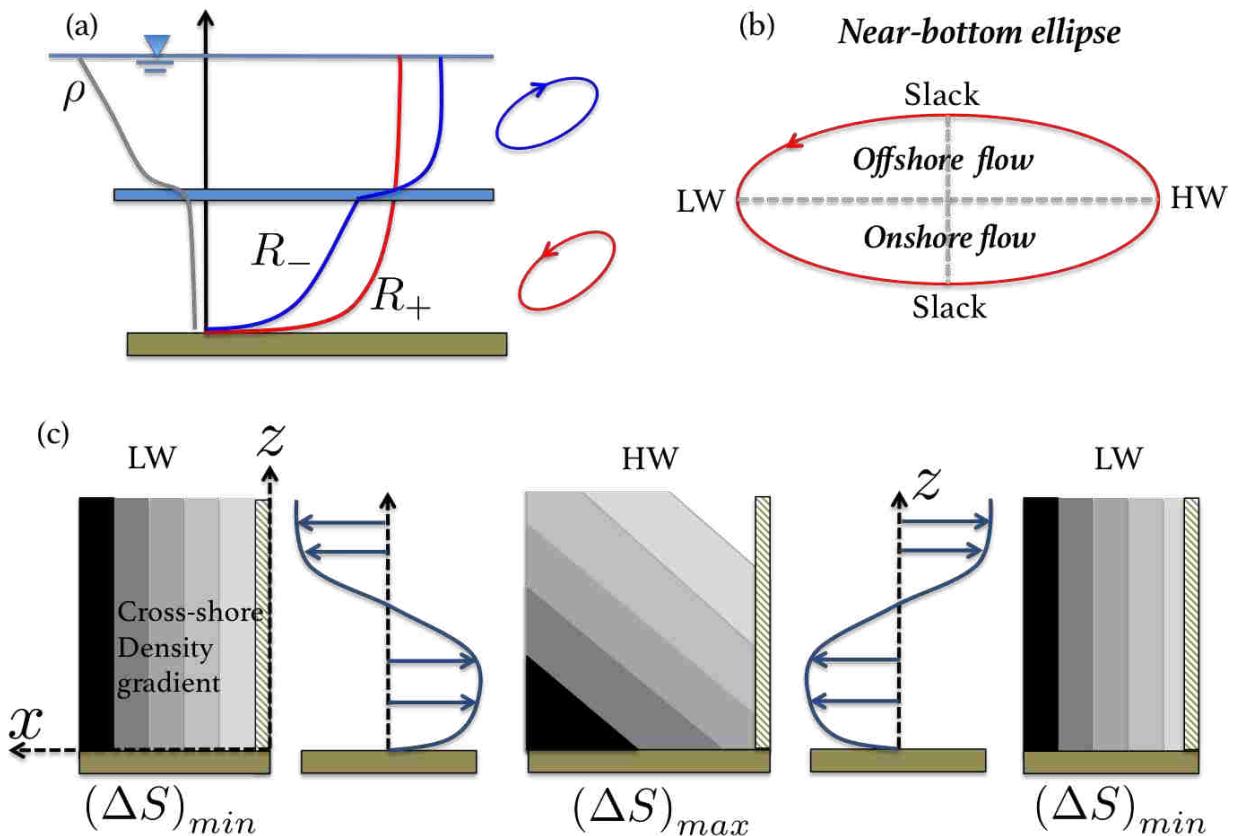 (a)
ρ
R₋
R₊
(b)
Near-bottom ellipse
Slack
Offshore flow
LW
HW
Onshore flow
Slack
(c)
LW
z
HW
z
LW
Cross-shore
Density
gradient
x
(ΔS)min
(ΔS)max
(ΔS)min